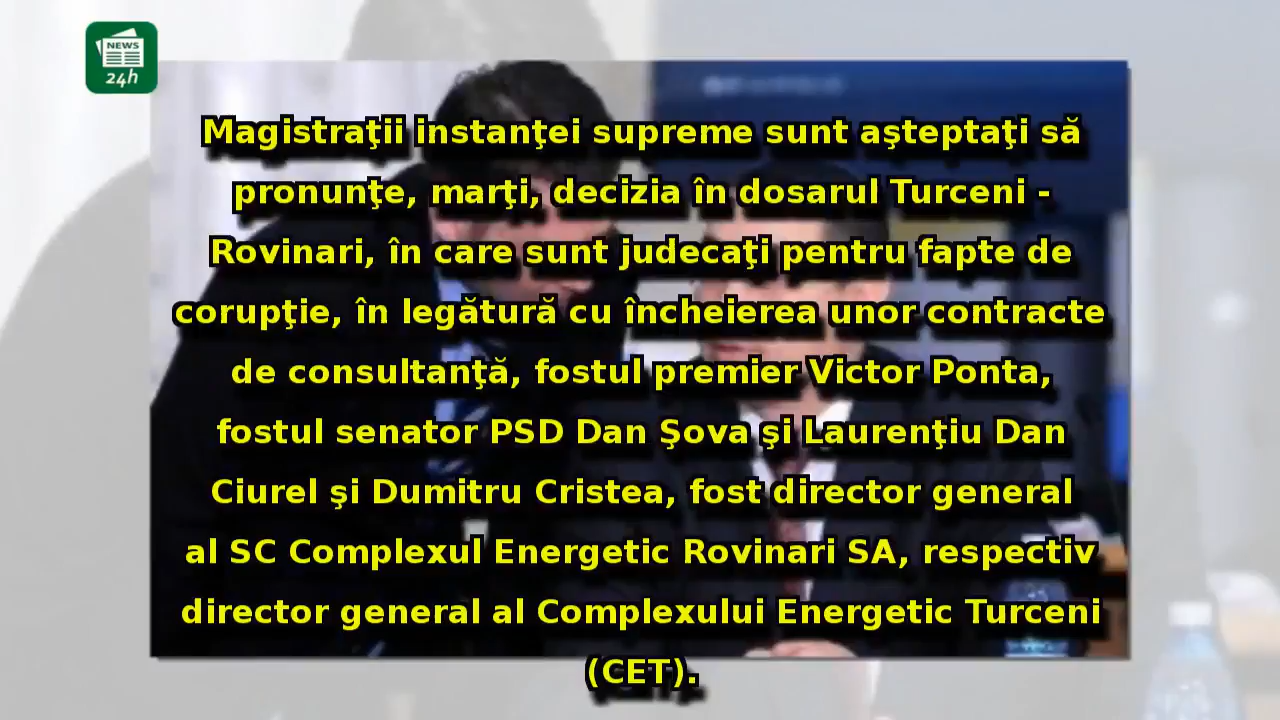 NEWS
24h
Magistraţii instanţei supreme sunt aşteptaţi să
pronunţe, marţi, decizia în dosarul Turceni -
Rovinari, în care sunt judecaţi pentru fapte de
corupţie, în legătură cu încheierea unor contracte
de consultanţă, fostul premier Victor Ponta,
fostul senator PSD Dan Şova şi Laurenţiu Dan
Ciurel şi Dumitru Cristea, fost director general
al SC Complexul Energetic Rovinari SA, respectiv
director general al Complexului Energetic Turceni
(CET).